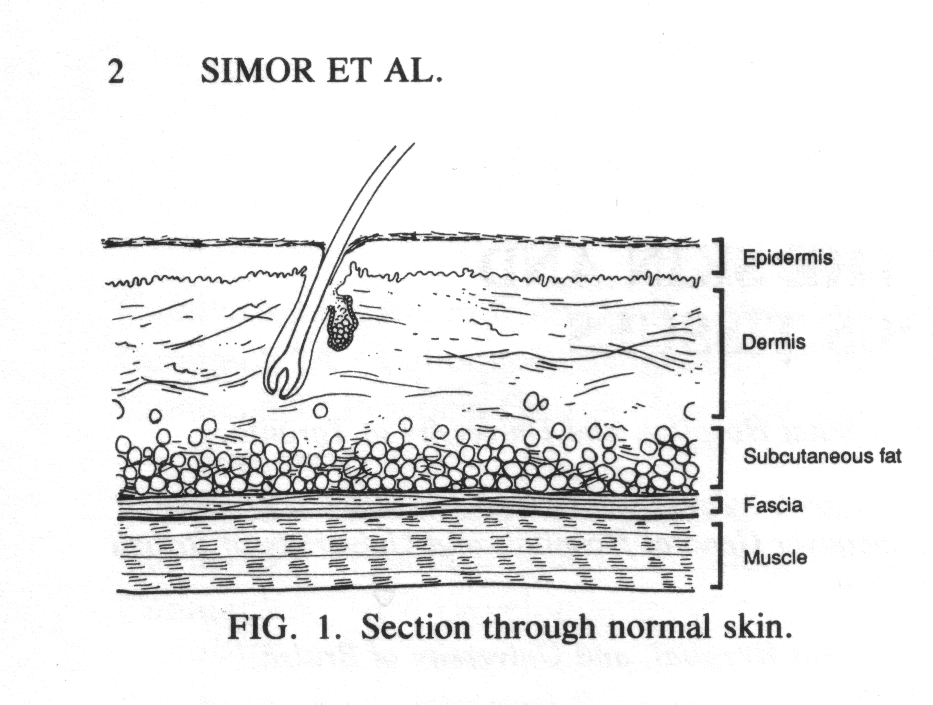 2 SIMOR ET AL.
Epidermis
Dermis
Subcutaneous fat
Fascia
Muscle
FIG. 1. Section through normal skin.